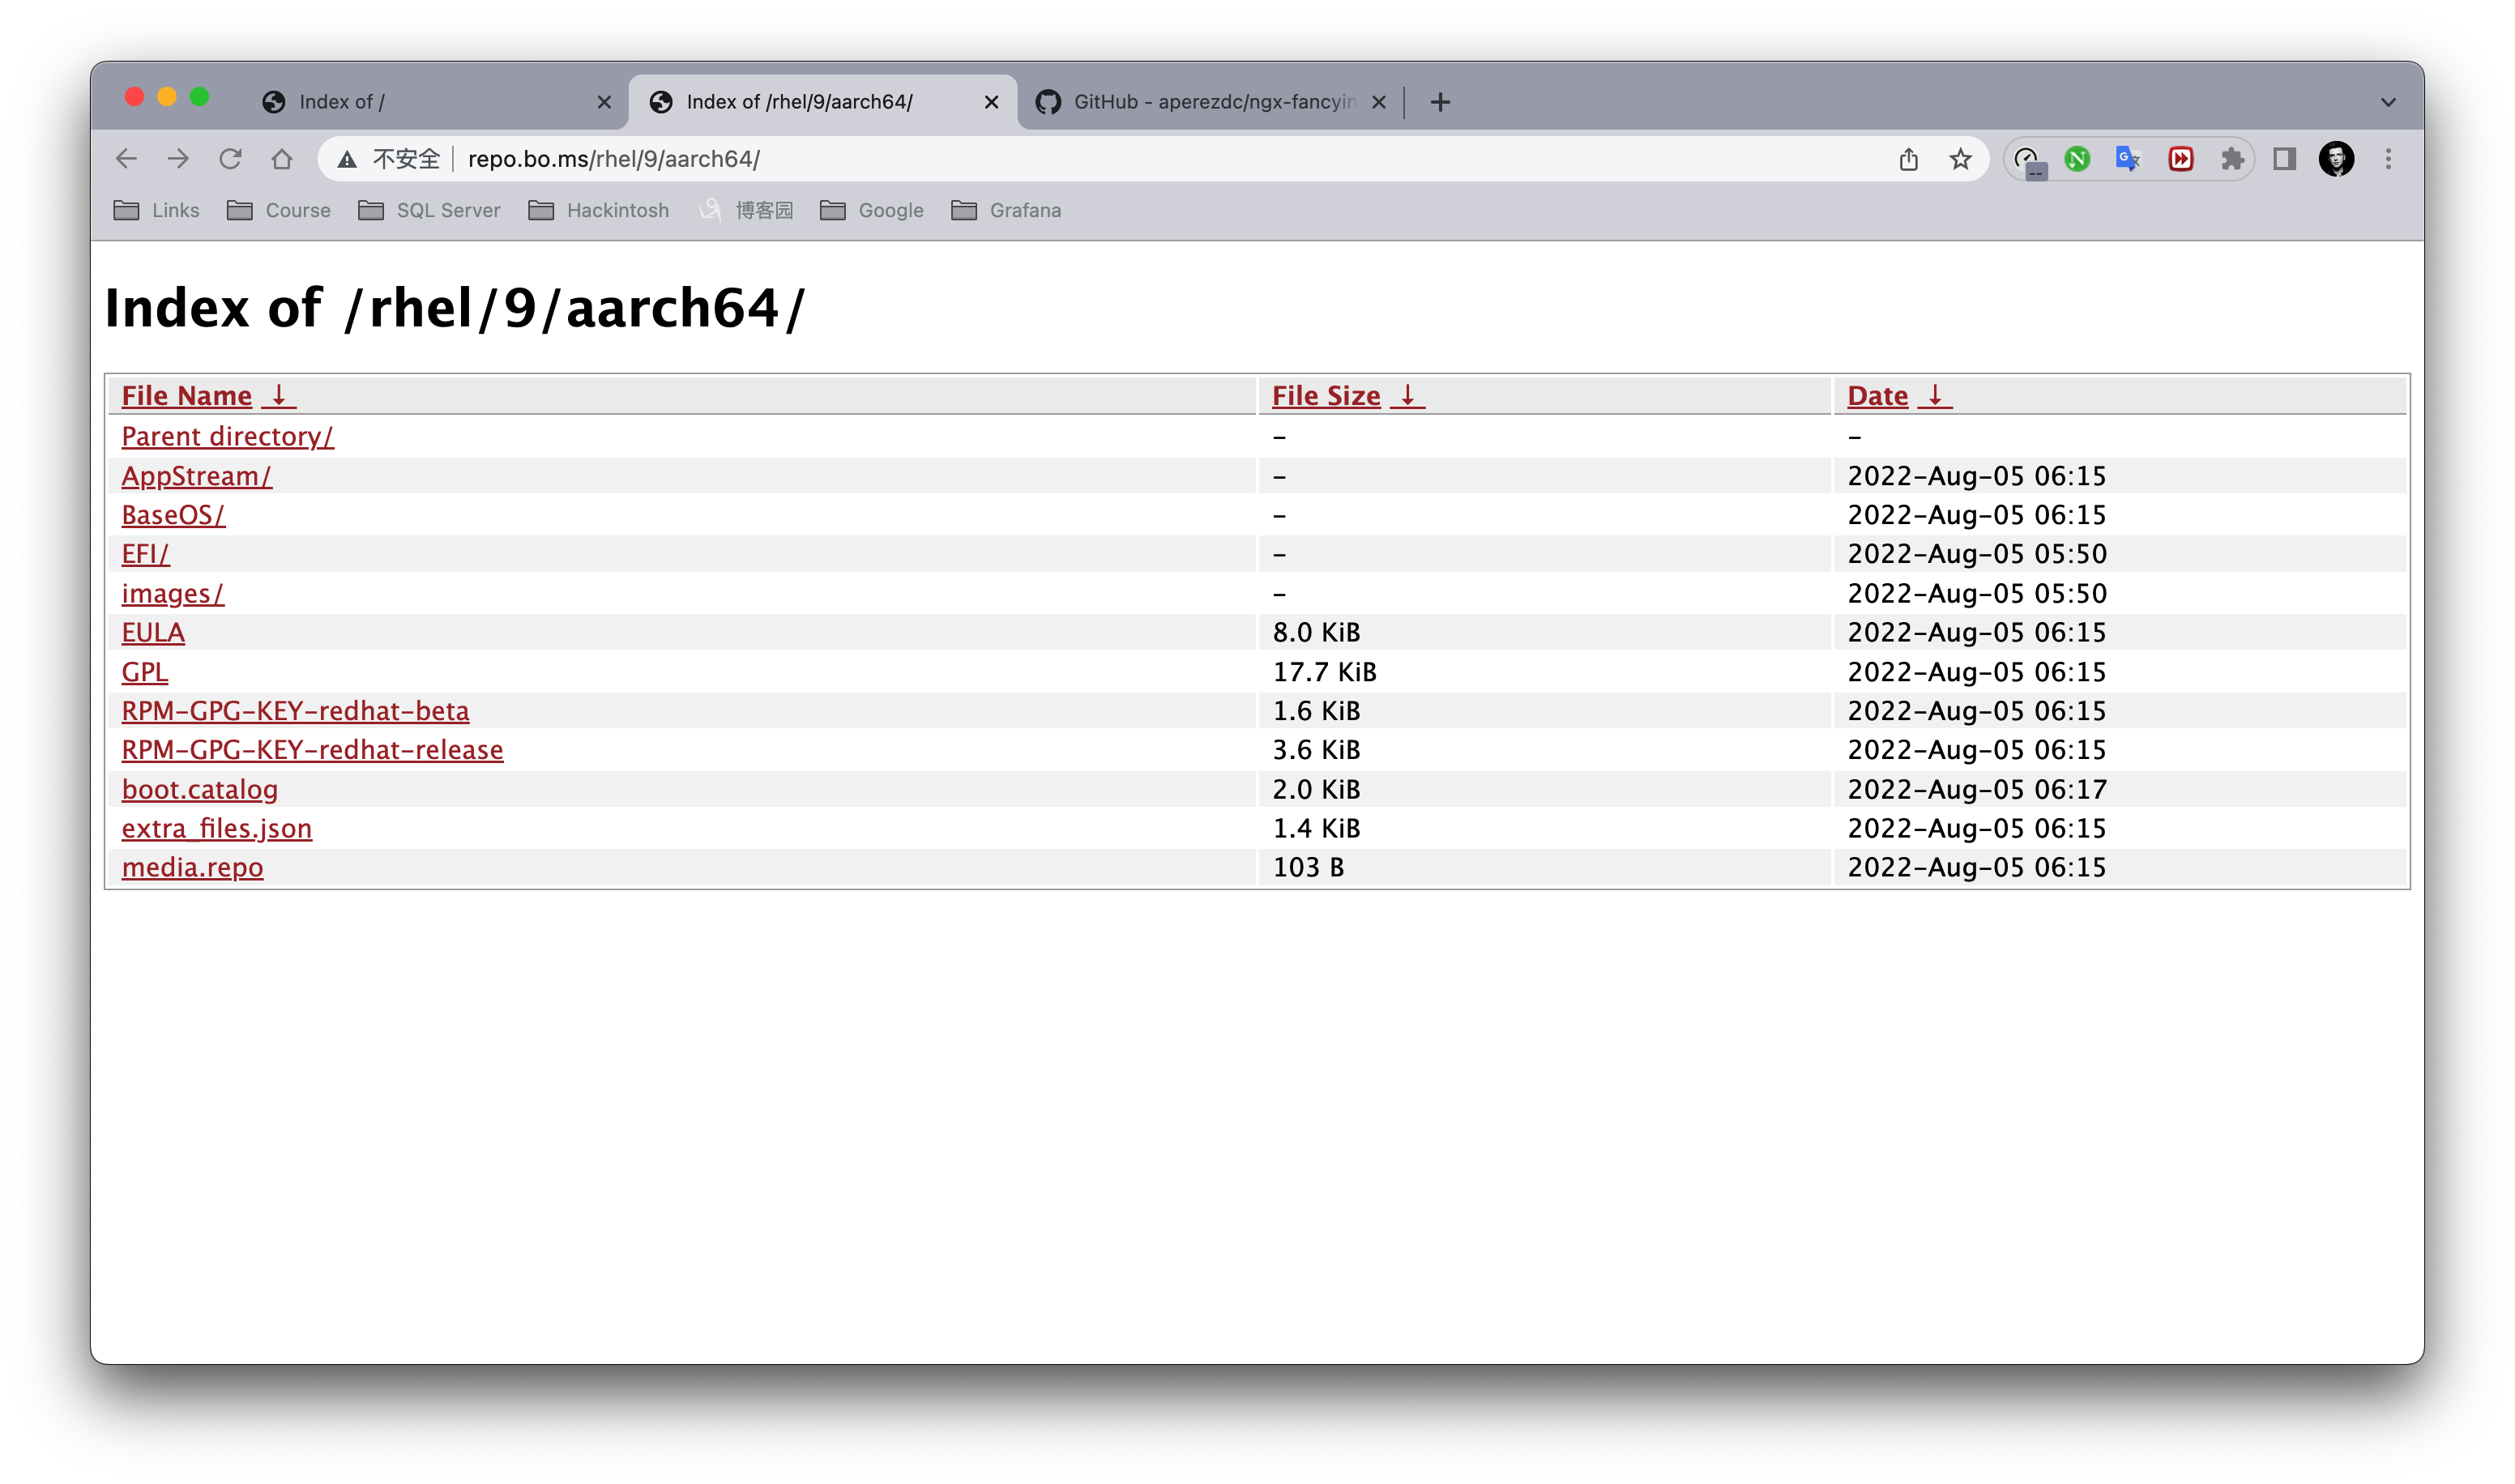 Index of /
Index of /rhel/9/aarch64/
GitHub - aperezdc/ngx-fancyin
不安全 repo.bo.ms/rhel/9/aarch64/
Links Course SQL Server Hackintosh 博客园 Google Grafana
Index of /rhel/9/aarch64/
File Name ↓ File Size ↓ Date ↓
Parent directory/ - -
AppStream/ - 2022-Aug-05 06:15
BaseOS/ - 2022-Aug-05 06:15
EFI/ - 2022-Aug-05 05:50
images/ - 2022-Aug-05 05:50
EULA 8.0 KiB 2022-Aug-05 06:15
GPL 17.7 KiB 2022-Aug-05 06:15
RPM-GPG-KEY-redhat-beta 1.6 KiB 2022-Aug-05 06:15
RPM-GPG-KEY-redhat-release 3.6 KiB 2022-Aug-05 06:15
boot.catalog 2.0 KiB 2022-Aug-05 06:17
extra_files.json 1.4 KiB 2022-Aug-05 06:15
media.repo 103 B 2022-Aug-05 06:15